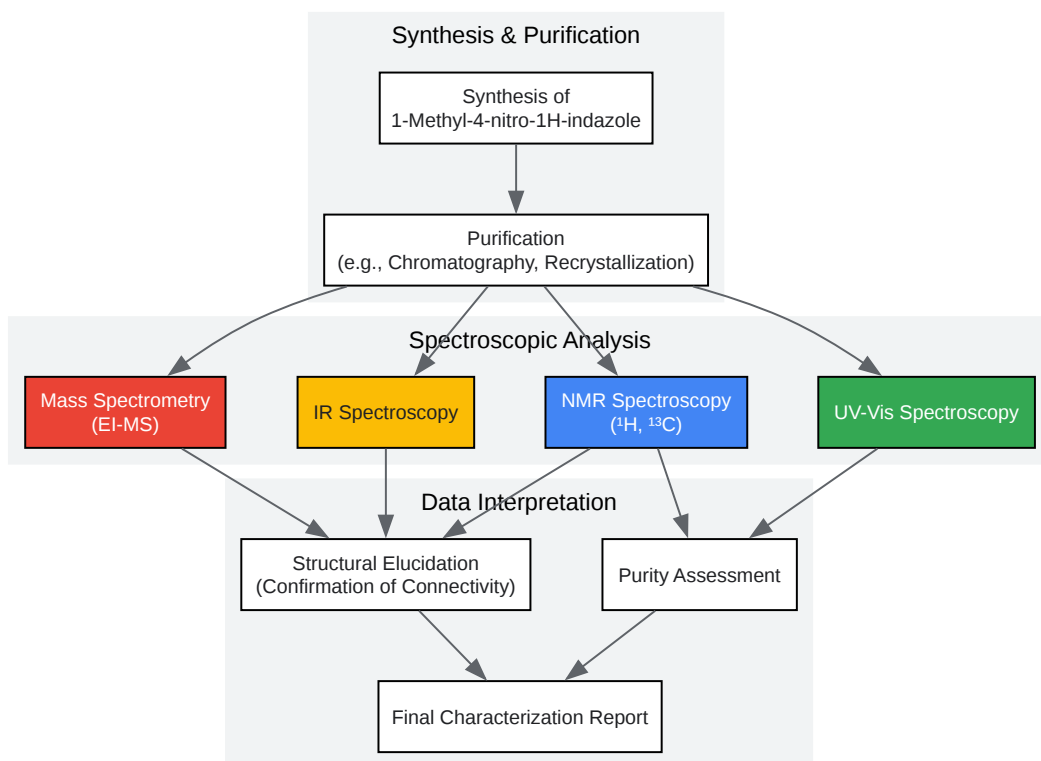 Synthesis & Purification
Synthesis of
1-Methyl-4-nitro-1H-indazole
Purification
(e.g., Chromatography, Recrystallization)
Spectroscopic Analysis
Mass Spectrometry
(EI-MS)
IR Spectroscopy
NMR Spectroscopy
(¹H, ¹³C)
UV-Vis Spectroscopy
Data Interpretation
Structural Elucidation
(Confirmation of Connectivity)
Purity Assessment
Final Characterization Report